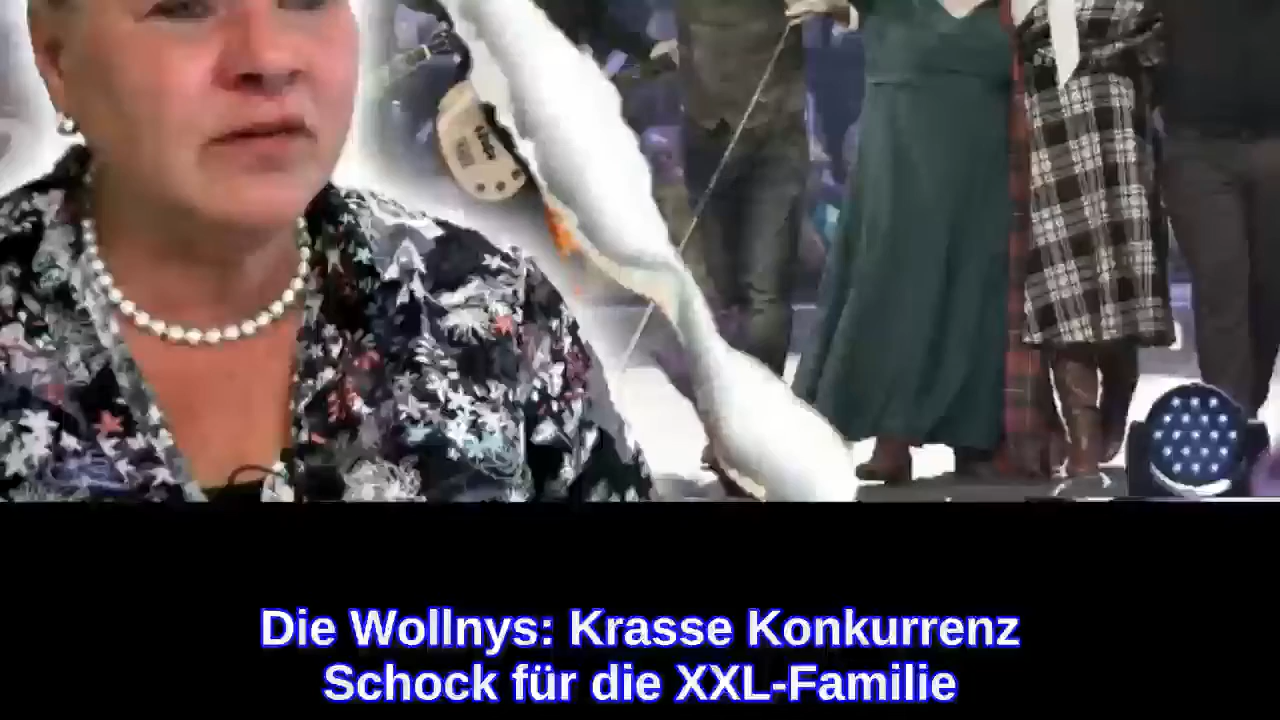 Die Wollnys: Krasse Konkurrenz
Schock für die XXL-Familie